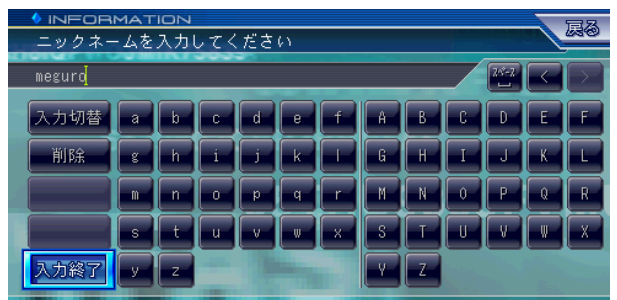 INFORMATION
ニックネームを入力してください 戻る
meguro スペース < >
入力切替 a b c d e f A B C D E F
削除 g h i j k l G H I J K L
m n o p q r M N O P Q R
s t u v w x S T U V W X
入力終了 y z Y Z